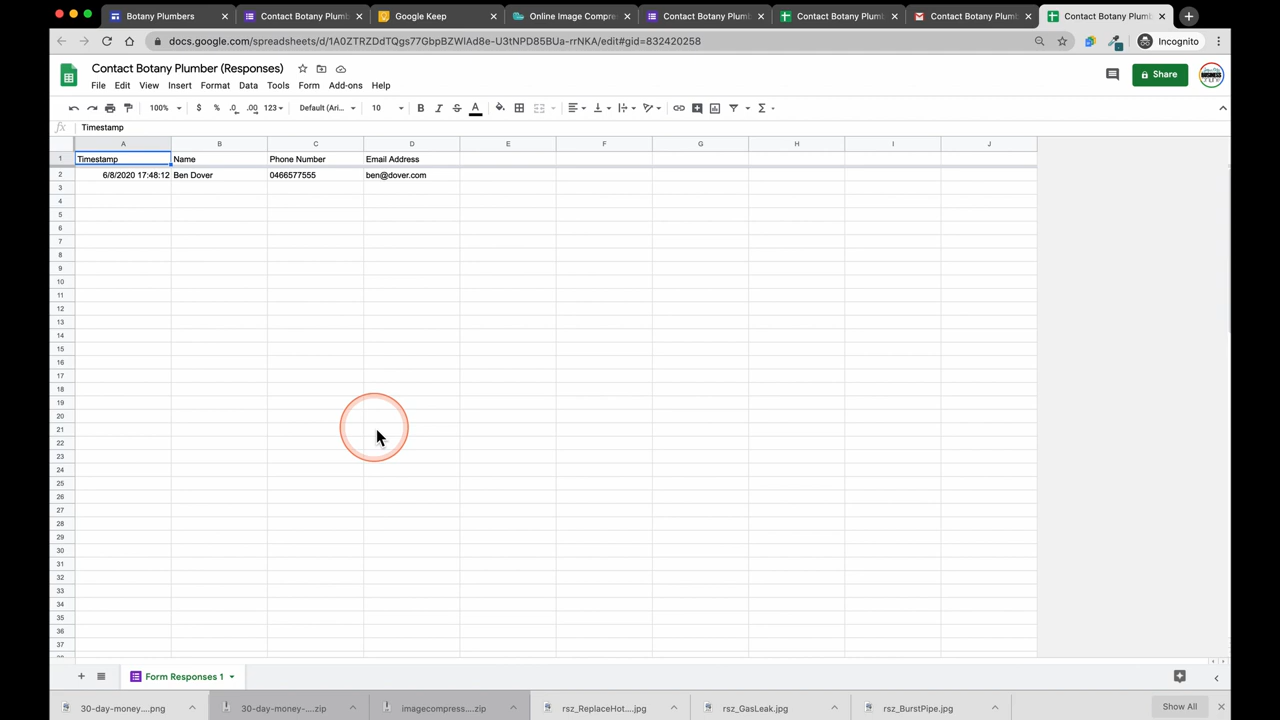 Botany Plumbers
Contact Botany Plumb
Google Keep
Online Image Compre
Contact Botany Plumb
Contact Botany Plumb
Contact Botany Plumb
Contact Botany Plumb
docs.google.com/spreadsheets/d/1A0ZTRZDdTQgs77GbpBZWlAd8e-U3tNPD85BUa-rrNKA/edit#gid=832420258
Incognito
Contact Botany Plumber (Responses)
File Edit View Insert Format Data Tools Form Add-ons Help
Share
100% $ % .0 .00 123 Default (Ari... 10 B I S A
fx Timestamp
A B C D E F G H I J
1 Timestamp Name Phone Number Email Address
2 6/8/2020 17:48:12 Ben Dover 0466577555 ben@dover.com
3
4
5
6
7
8
9
10
11
12
13
14
15
16
17
18
19
20
21
22
23
24
25
26
27
28
29
30
31
32
33
34
35
36
37
Form Responses 1
30-day-money....png
30-day-money-....zip
imagecompress....zip
rsz_ReplaceHot....jpg
rsz_GasLeak.jpg
rsz_BurstPipe.jpg
Show All